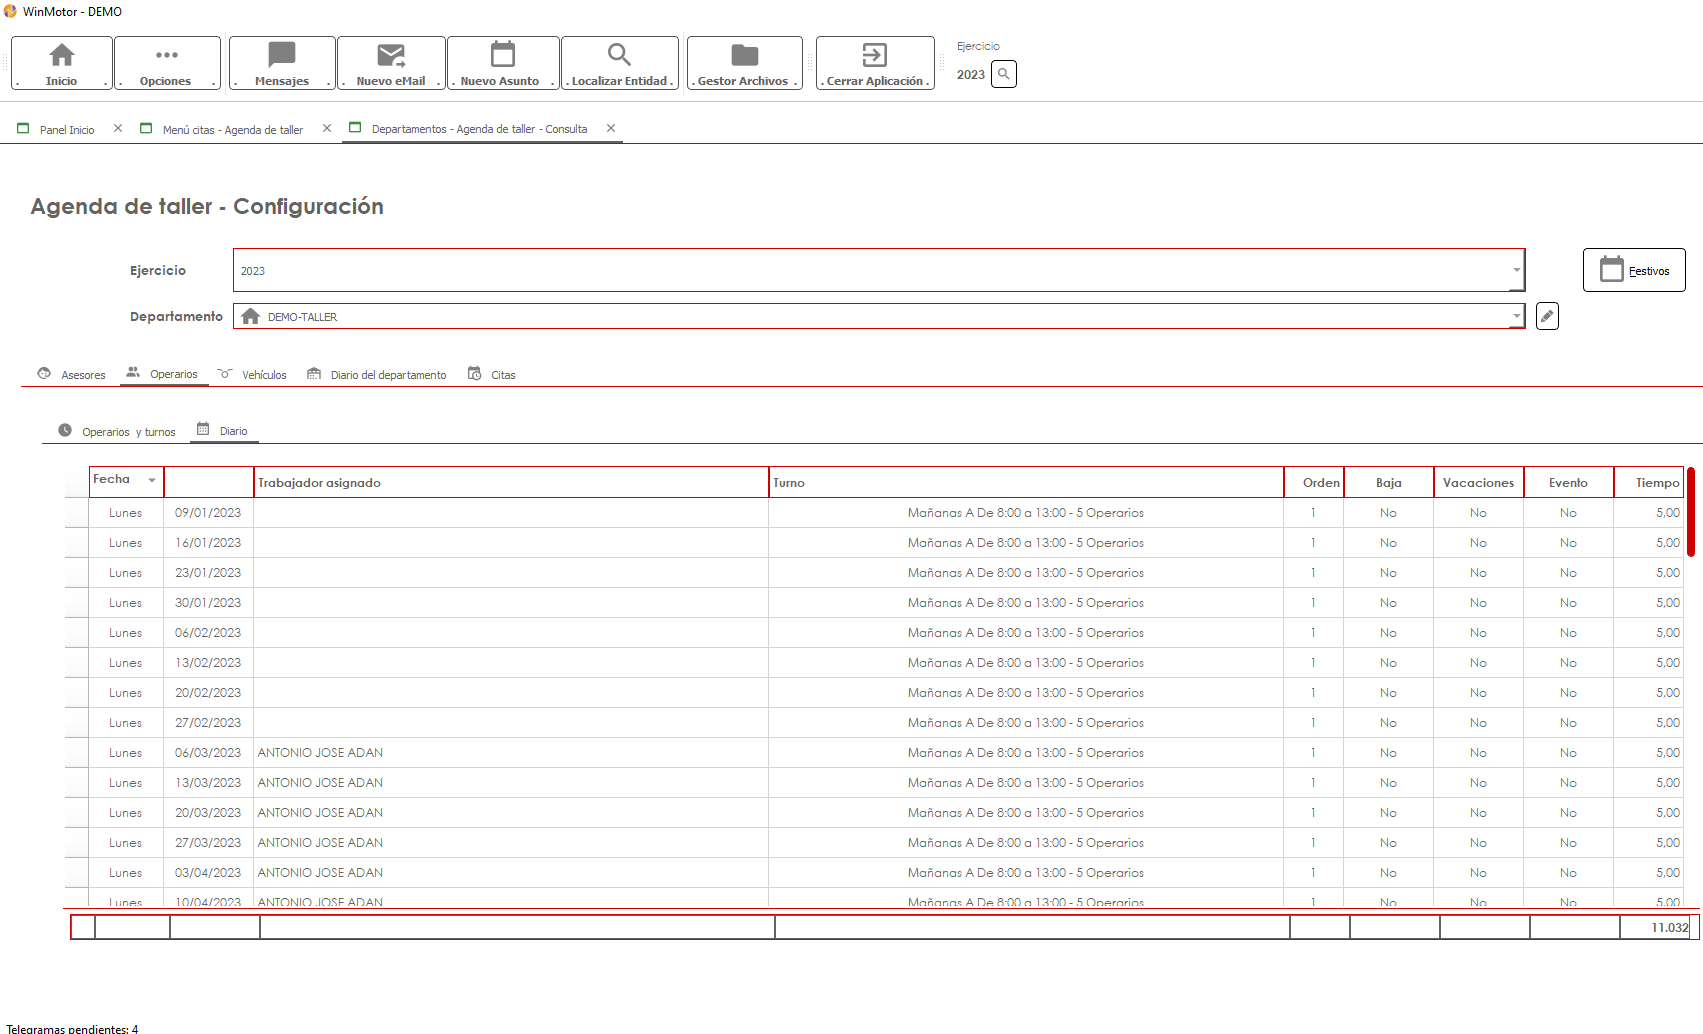 WinMotor - DEMO
. Inicio .
. Opciones .
. Mensajes .
. Nuevo eMail .
. Nuevo Asunto .
. Localizar Entidad .
. Gestor Archivos .
. Cerrar Aplicación .
Ejercicio
2023
Panel Inicio
Menú citas - Agenda de taller
Departamentos - Agenda de taller - Consulta
Agenda de taller - Configuración
Ejercicio 2023
Festivos
Departamento DEMO-TALLER
Asesores Operarios Vehículos Diario del departamento Citas
Operarios y turnos Diario
Fecha Trabajador asignado Turno Orden Baja Vacaciones Evento Tiempo
Lunes 09/01/2023 Mañanas A De 8:00 a 13:00 - 5 Operarios 1 No No No 5,00
Lunes 16/01/2023 Mañanas A De 8:00 a 13:00 - 5 Operarios 1 No No No 5,00
Lunes 23/01/2023 Mañanas A De 8:00 a 13:00 - 5 Operarios 1 No No No 5,00
Lunes 30/01/2023 Mañanas A De 8:00 a 13:00 - 5 Operarios 1 No No No 5,00
Lunes 06/02/2023 Mañanas A De 8:00 a 13:00 - 5 Operarios 1 No No No 5,00
Lunes 13/02/2023 Mañanas A De 8:00 a 13:00 - 5 Operarios 1 No No No 5,00
Lunes 20/02/2023 Mañanas A De 8:00 a 13:00 - 5 Operarios 1 No No No 5,00
Lunes 27/02/2023 Mañanas A De 8:00 a 13:00 - 5 Operarios 1 No No No 5,00
Lunes 06/03/2023 ANTONIO JOSE ADAN Mañanas A De 8:00 a 13:00 - 5 Operarios 1 No No No 5,00
Lunes 13/03/2023 ANTONIO JOSE ADAN Mañanas A De 8:00 a 13:00 - 5 Operarios 1 No No No 5,00
Lunes 20/03/2023 ANTONIO JOSE ADAN Mañanas A De 8:00 a 13:00 - 5 Operarios 1 No No No 5,00
Lunes 27/03/2023 ANTONIO JOSE ADAN Mañanas A De 8:00 a 13:00 - 5 Operarios 1 No No No 5,00
Lunes 03/04/2023 ANTONIO JOSE ADAN Mañanas A De 8:00 a 13:00 - 5 Operarios 1 No No No 5,00
Lunes 10/04/2023 ANTONIO JOSE ADAN Mañanas A De 8:00 a 13:00 - 5 Operarios 1 No No No 5,00
11.032
Telegramas pendientes: 4